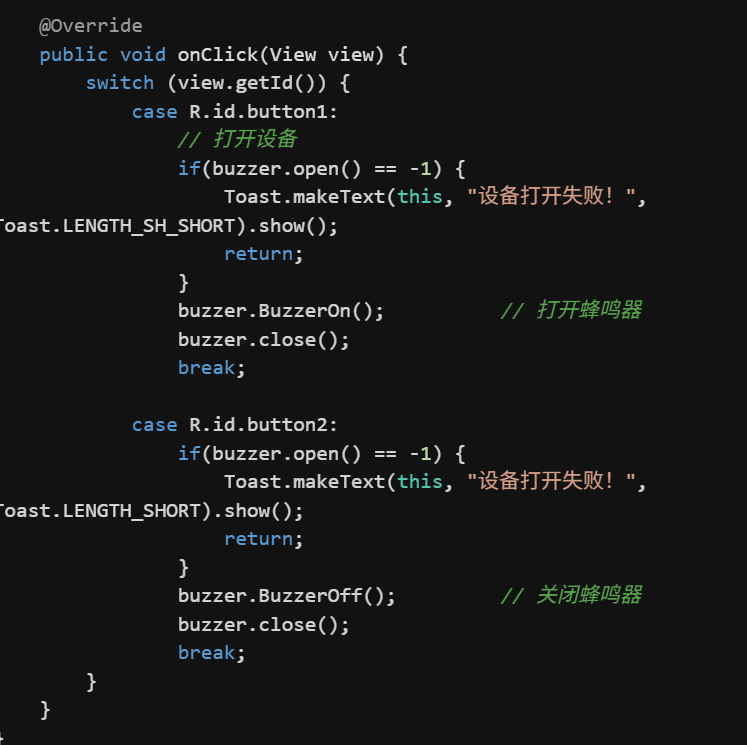 @Override
public void onClick(View view) {
switch (view.getId()) {
case R.id.button1:
// 打开设备
if(buzzer.open() == -1) {
Toast.makeText(this, "设备打开失败！",
Toast.LENGTH_SH_SHORT).show();
return;
}
buzzer.BuzzerOn(); // 打开蜂鸣器
buzzer.close();
break;
case R.id.button2:
if(buzzer.open() == -1) {
Toast.makeText(this, "设备打开失败！",
Toast.LENGTH_SHORT).show();
return;
}
buzzer.BuzzerOff(); // 关闭蜂鸣器
buzzer.close();
break;
}
}
}